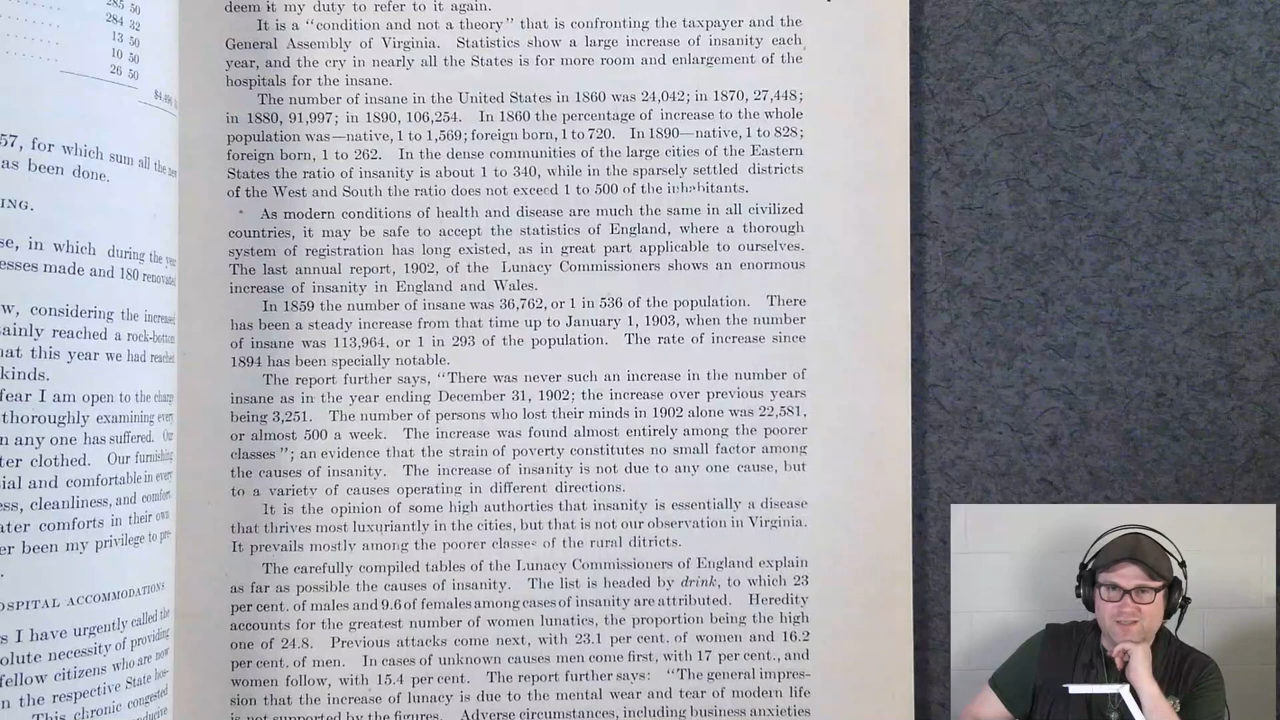 285 50
284 32
13 50
10 50
26 50
57, for which sum all the new
as been done.
ING.
se, in which during the year
esses made and 180 renovated
w, considering the increased
ainly reached a rock-bottom
hat this year we had reached
kinds.
fear I am open to the charge
thoroughly examining every
n any one has suffered. Our
ter clothed. Our furnishing
ial and comfortable in every
ess, cleanliness, and comfort.
ater comforts in their own
er been my privilege to pre-
OSPITAL ACCOMMODATIONS
s I have urgently called the
olute necessity of providing
fellow citizens who are now
n the respective State hos-
This chronic congested
deem it my duty to refer to it again.
It is a “condition and not a theory” that is confronting the taxpayer and the
General Assembly of Virginia. Statistics show a large increase of insanity each
year, and the cry in nearly all the States is for more room and enlargement of the
hospitals for the insane.
The number of insane in the United States in 1860 was 24,042; in 1870, 27,448;
in 1880, 91,997; in 1890, 106,254. In 1860 the percentage of increase to the whole
population was—native, 1 to 1,569; foreign born, 1 to 720. In 1890—native, 1 to 828;
foreign born, 1 to 262. In the dense communities of the large cities of the Eastern
States the ratio of insanity is about 1 to 340, while in the sparsely settled districts
of the West and South the ratio does not exceed 1 to 500 of the inhabitants.
As modern conditions of health and disease are much the same in all civilized
countries, it may be safe to accept the statistics of England, where a thorough
system of registration has long existed, as in great part applicable to ourselves.
The last annual report, 1902, of the Lunacy Commissioners shows an enormous
increase of insanity in England and Wales.
In 1859 the number of insane was 36,762, or 1 in 536 of the population. There
has been a steady increase from that time up to January 1, 1903, when the number
of insane was 113,964, or 1 in 293 of the population. The rate of increase since
1894 has been specially notable.
The report further says, “There was never such an increase in the number of
insane as in the year ending December 31, 1902; the increase over previous years
being 3,251. The number of persons who lost their minds in 1902 alone was 22,581,
or almost 500 a week. The increase was found almost entirely among the poorer
classes”; an evidence that the strain of poverty constitutes no small factor among
the causes of insanity. The increase of insanity is not due to any one cause, but
to a variety of causes operating in different directions.
It is the opinion of some high authorties that insanity is essentially a disease
that thrives most luxuriantly in the cities, but that is not our observation in Virginia.
It prevails mostly among the poorer classes of the rural ditricts.
The carefully compiled tables of the Lunacy Commissioners of England explain
as far as possible the causes of insanity. The list is headed by drink, to which 23
per cent. of males and 9.6 of females among cases of insanity are attributed. Heredity
accounts for the greatest number of women lunatics, the proportion being the high
one of 24.8. Previous attacks come next, with 23.1 per cent. of women and 16.2
per cent. of men. In cases of unknown causes men come first, with 17 per cent., and
women follow, with 15.4 per cent. The report further says: “The general impres-
sion that the increase of lunacy is due to the mental wear and tear of modern life
is not supported by the figures. Adverse circumstances, including business anxieties